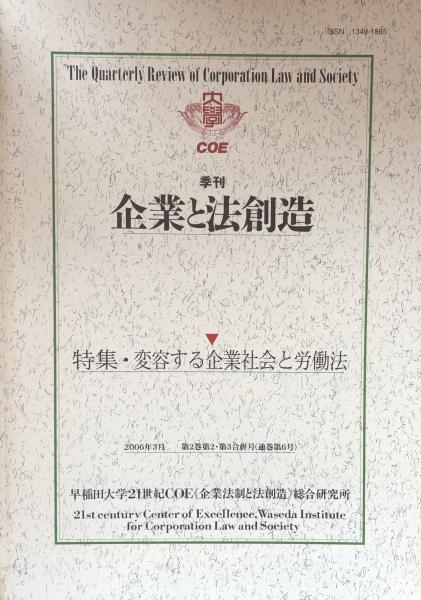 ISSN 1349-1865
The Quarterly Review of Corporation Law and Society
大學
COE
季刊
企業と法創造
特集・変容する企業社会と労働法
2006年3月 第2巻第2・第3合併号(通巻第6号)
早稲田大学21世紀COE《企業法制と法創造》総合研究所
21st century Center of Excellence, Waseda Institute
for Corporation Law and Society